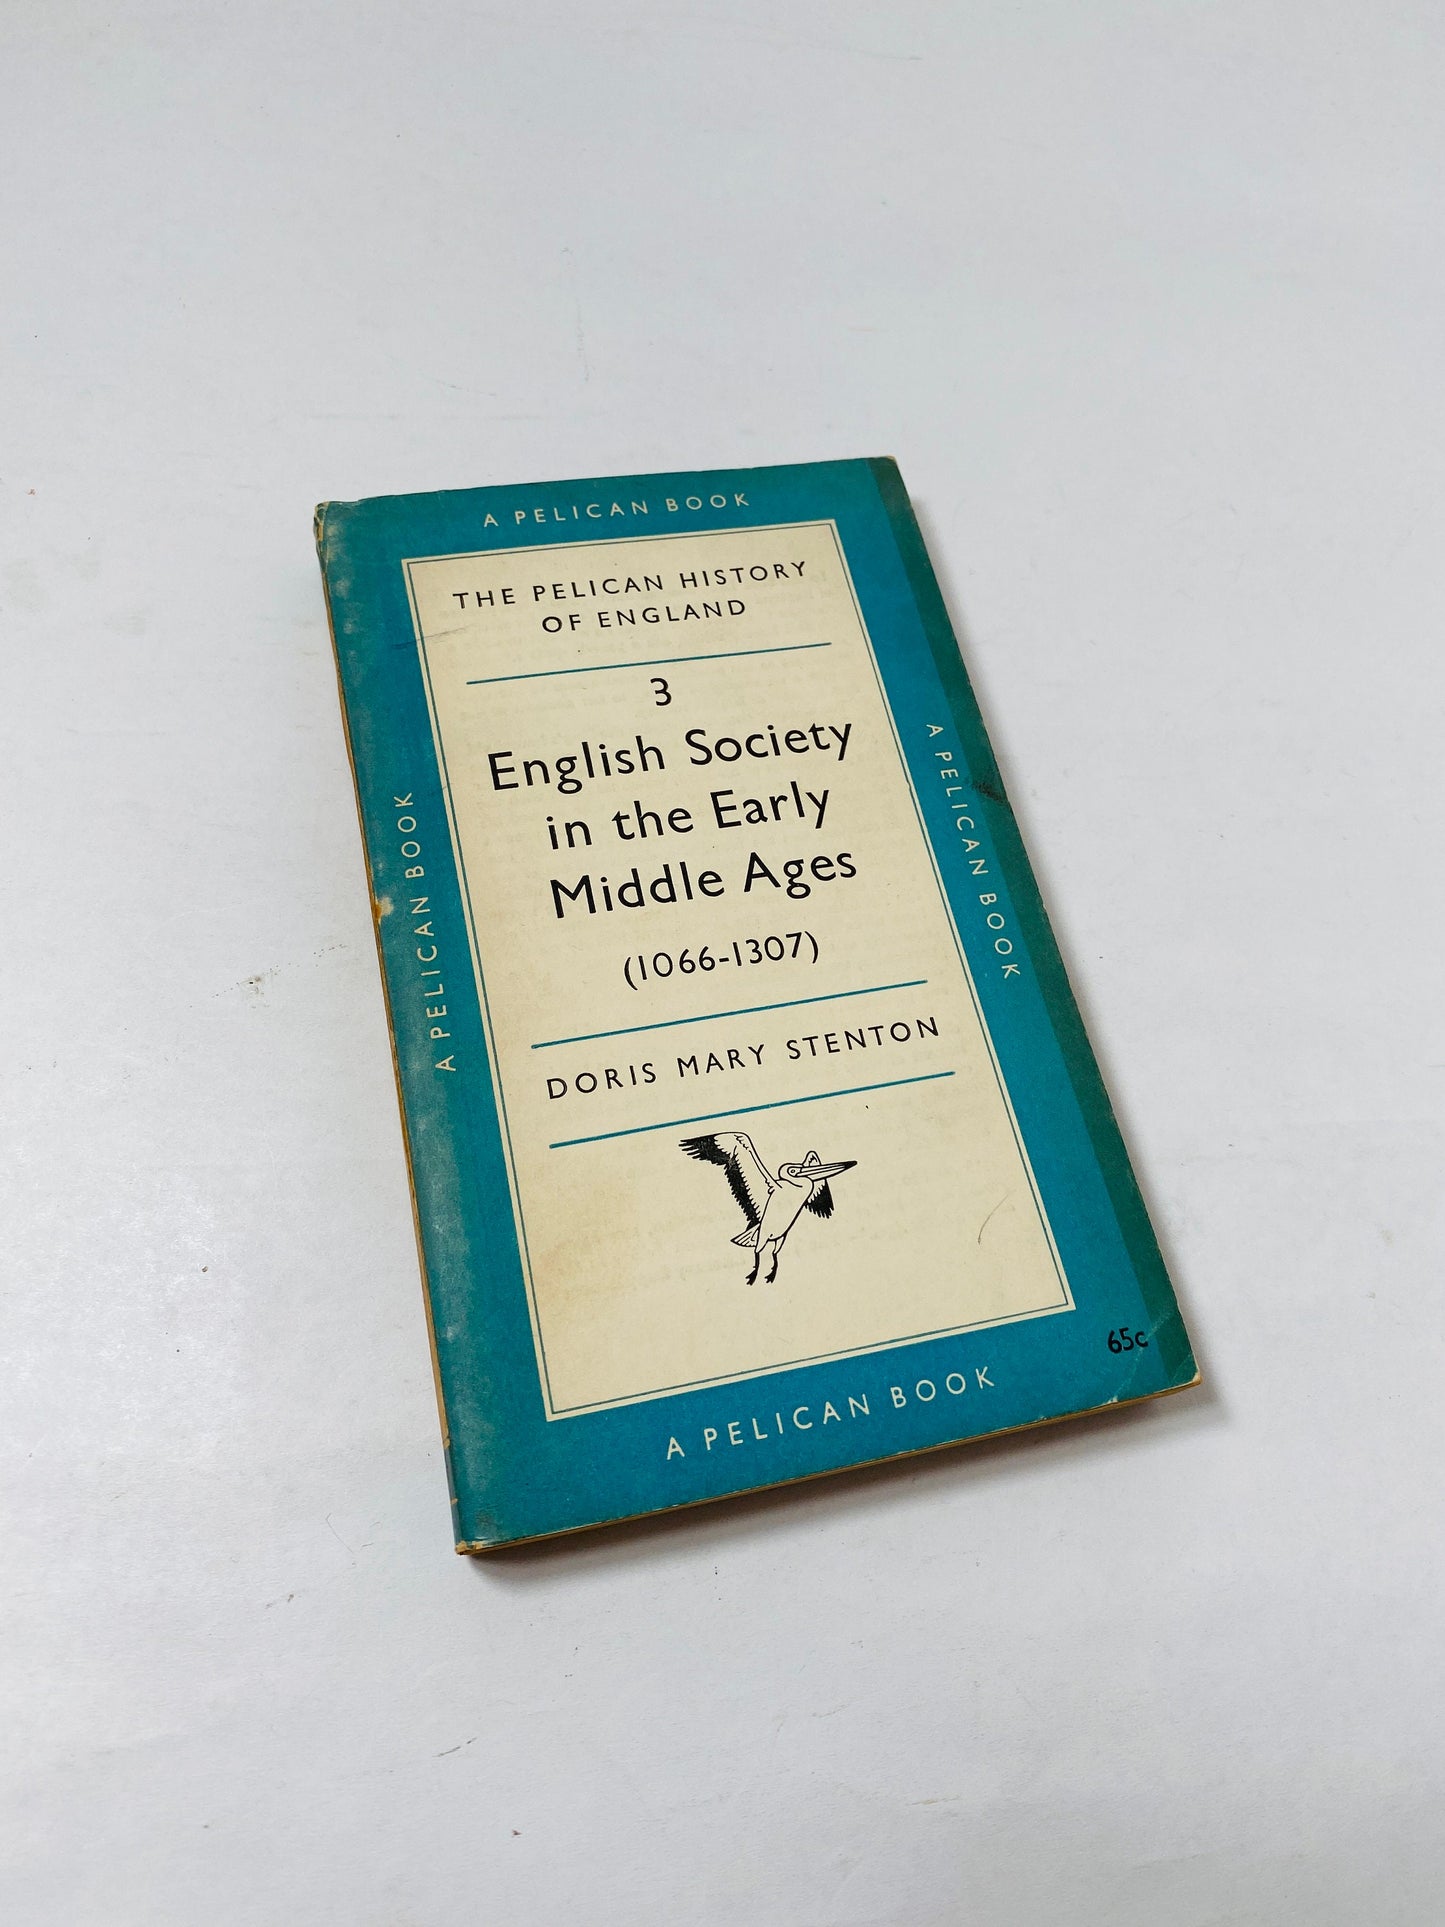 A PELICAN BOOK
THE PELICAN HISTORY
OF ENGLAND
3
English Society
in the Early
Middle Ages
(1066-1307)
DORIS MARY STENTON
A PELICAN BOOK
A PELICAN BOOK
65c
A PELICAN BOOK